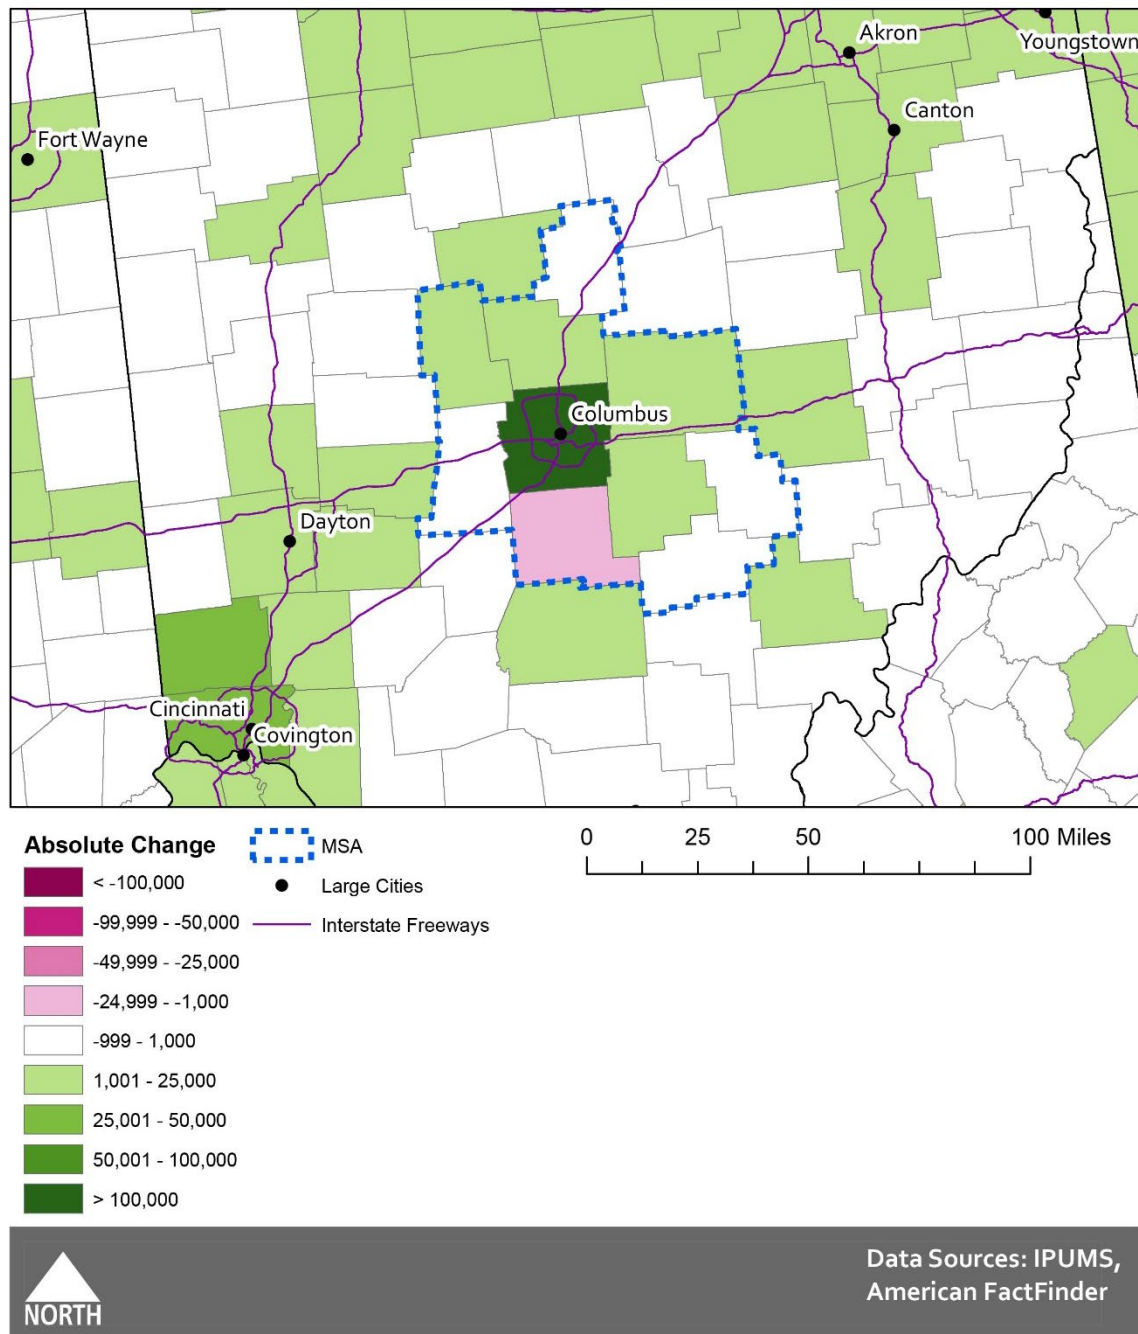 Akron
Youngstown
Canton
Fort Wayne
Columbus
Dayton
Cincinnati
Covington
Absolute Change
< -100,000
-99,999 - -50,000
-49,999 - -25,000
-24,999 - -1,000
-999 - 1,000
1,001 - 25,000
25,001 - 50,000
50,001 - 100,000
> 100,000
MSA
Large Cities
Interstate Freeways
0 25 50 100 Miles
NORTH
Data Sources: IPUMS,
American FactFinder